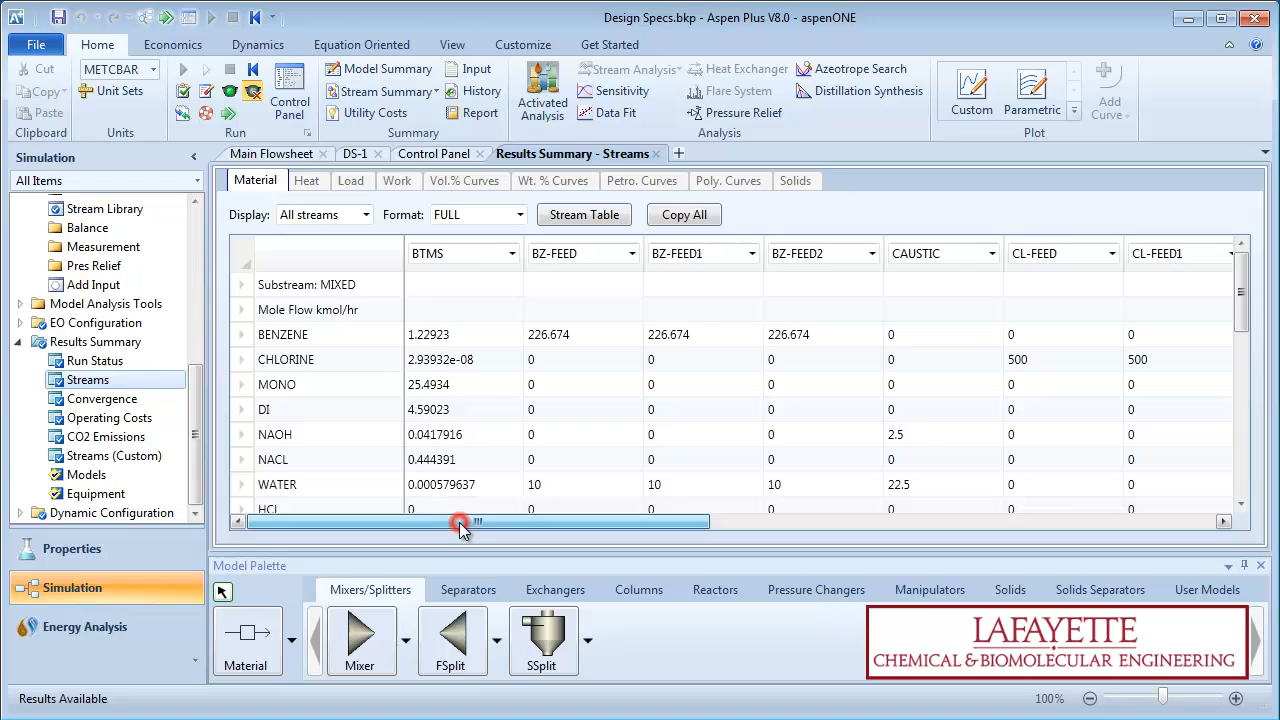 Design Specs.bkp - Aspen Plus V8.0 - aspenONE
File Home Economics Dynamics Equation Oriented View Customize Get Started
Cut METCBAR Model Summary Input Stream Analysis Heat Exchanger Azeotrope Search
Copy Unit Sets Stream Summary History Sensitivity Flare System Distillation Synthesis
Paste Utility Costs Report Data Fit Pressure Relief
Control Panel
Activated Analysis
Custom Parametric Add Curve
Clipboard Units Run Summary Analysis Plot
Simulation
All Items
Main Flowsheet DS-1 Control Panel Results Summary - Streams
Material Heat Load Work Vol.% Curves Wt. % Curves Petro. Curves Poly. Curves Solids
Display: All streams Format: FULL Stream Table Copy All
Stream Library
Balance
Measurement
Pres Relief
Add Input
Model Analysis Tools
EO Configuration
Results Summary
Run Status
Streams
Convergence
Operating Costs
CO2 Emissions
Streams (Custom)
Models
Equipment
Dynamic Configuration
Properties
Simulation
Energy Analysis
BTMS BZ-FEED BZ-FEED1 BZ-FEED2 CAUSTIC CL-FEED CL-FEED1
Substream: MIXED
Mole Flow kmol/hr
BENZENE 1.22923 226.674 226.674 226.674 0 0 0
CHLORINE 2.93932e-08 0 0 0 0 500 500
MONO 25.4934 0 0 0 0 0 0
DI 4.59023 0 0 0 0 0 0
NAOH 0.0417916 0 0 0 2.5 0 0
NACL 0.444391 0 0 0 0 0 0
WATER 0.000579637 10 10 10 22.5 0 0
HCL 0 0 0 0 0 0 0
Model Palette
Mixers/Splitters Separators Exchangers Columns Reactors Pressure Changers Manipulators Solids Solids Separators User Models
Material Mixer FSplit SSplit
LAFAYETTE
CHEMICAL & BIOMOLECULAR ENGINEERING
Results Available 100%